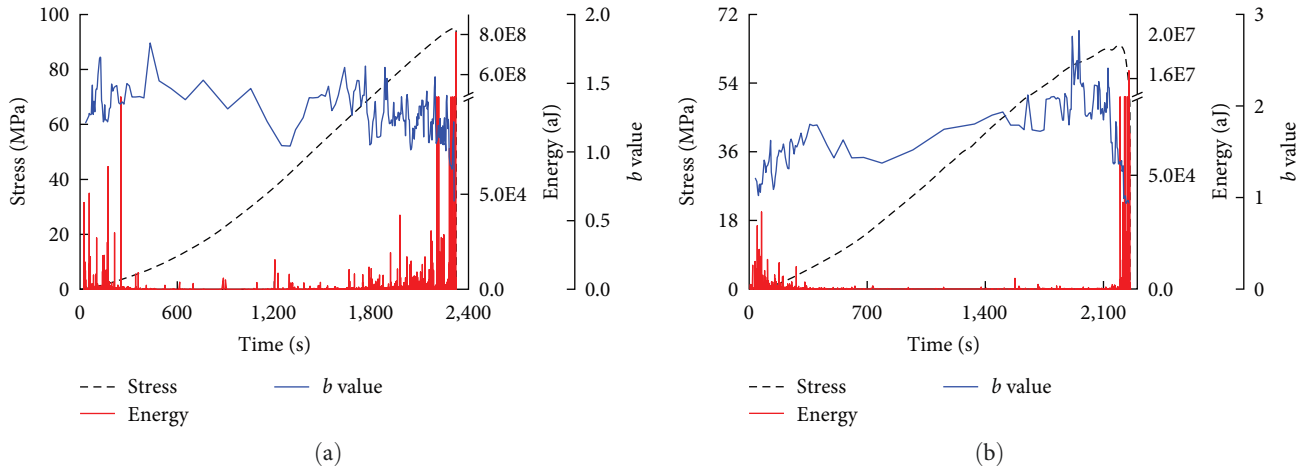 100
80
60
40
20
0
Stress (MPa)
0
600
1,200
1,800
2,400
Time (s)
8.0E8
6.0E8
5.0E4
0.0
Energy (aJ)
2.0
1.5
1.0
0.5
0.0
b value
Stress
Energy
b value
(a)
72
54
36
18
0
Stress (MPa)
0
700
1,400
2,100
Time (s)
2.0E7
1.6E7
5.0E4
0.0
Energy (aJ)
3
2
1
0
b value
Stress
Energy
b value
(b)